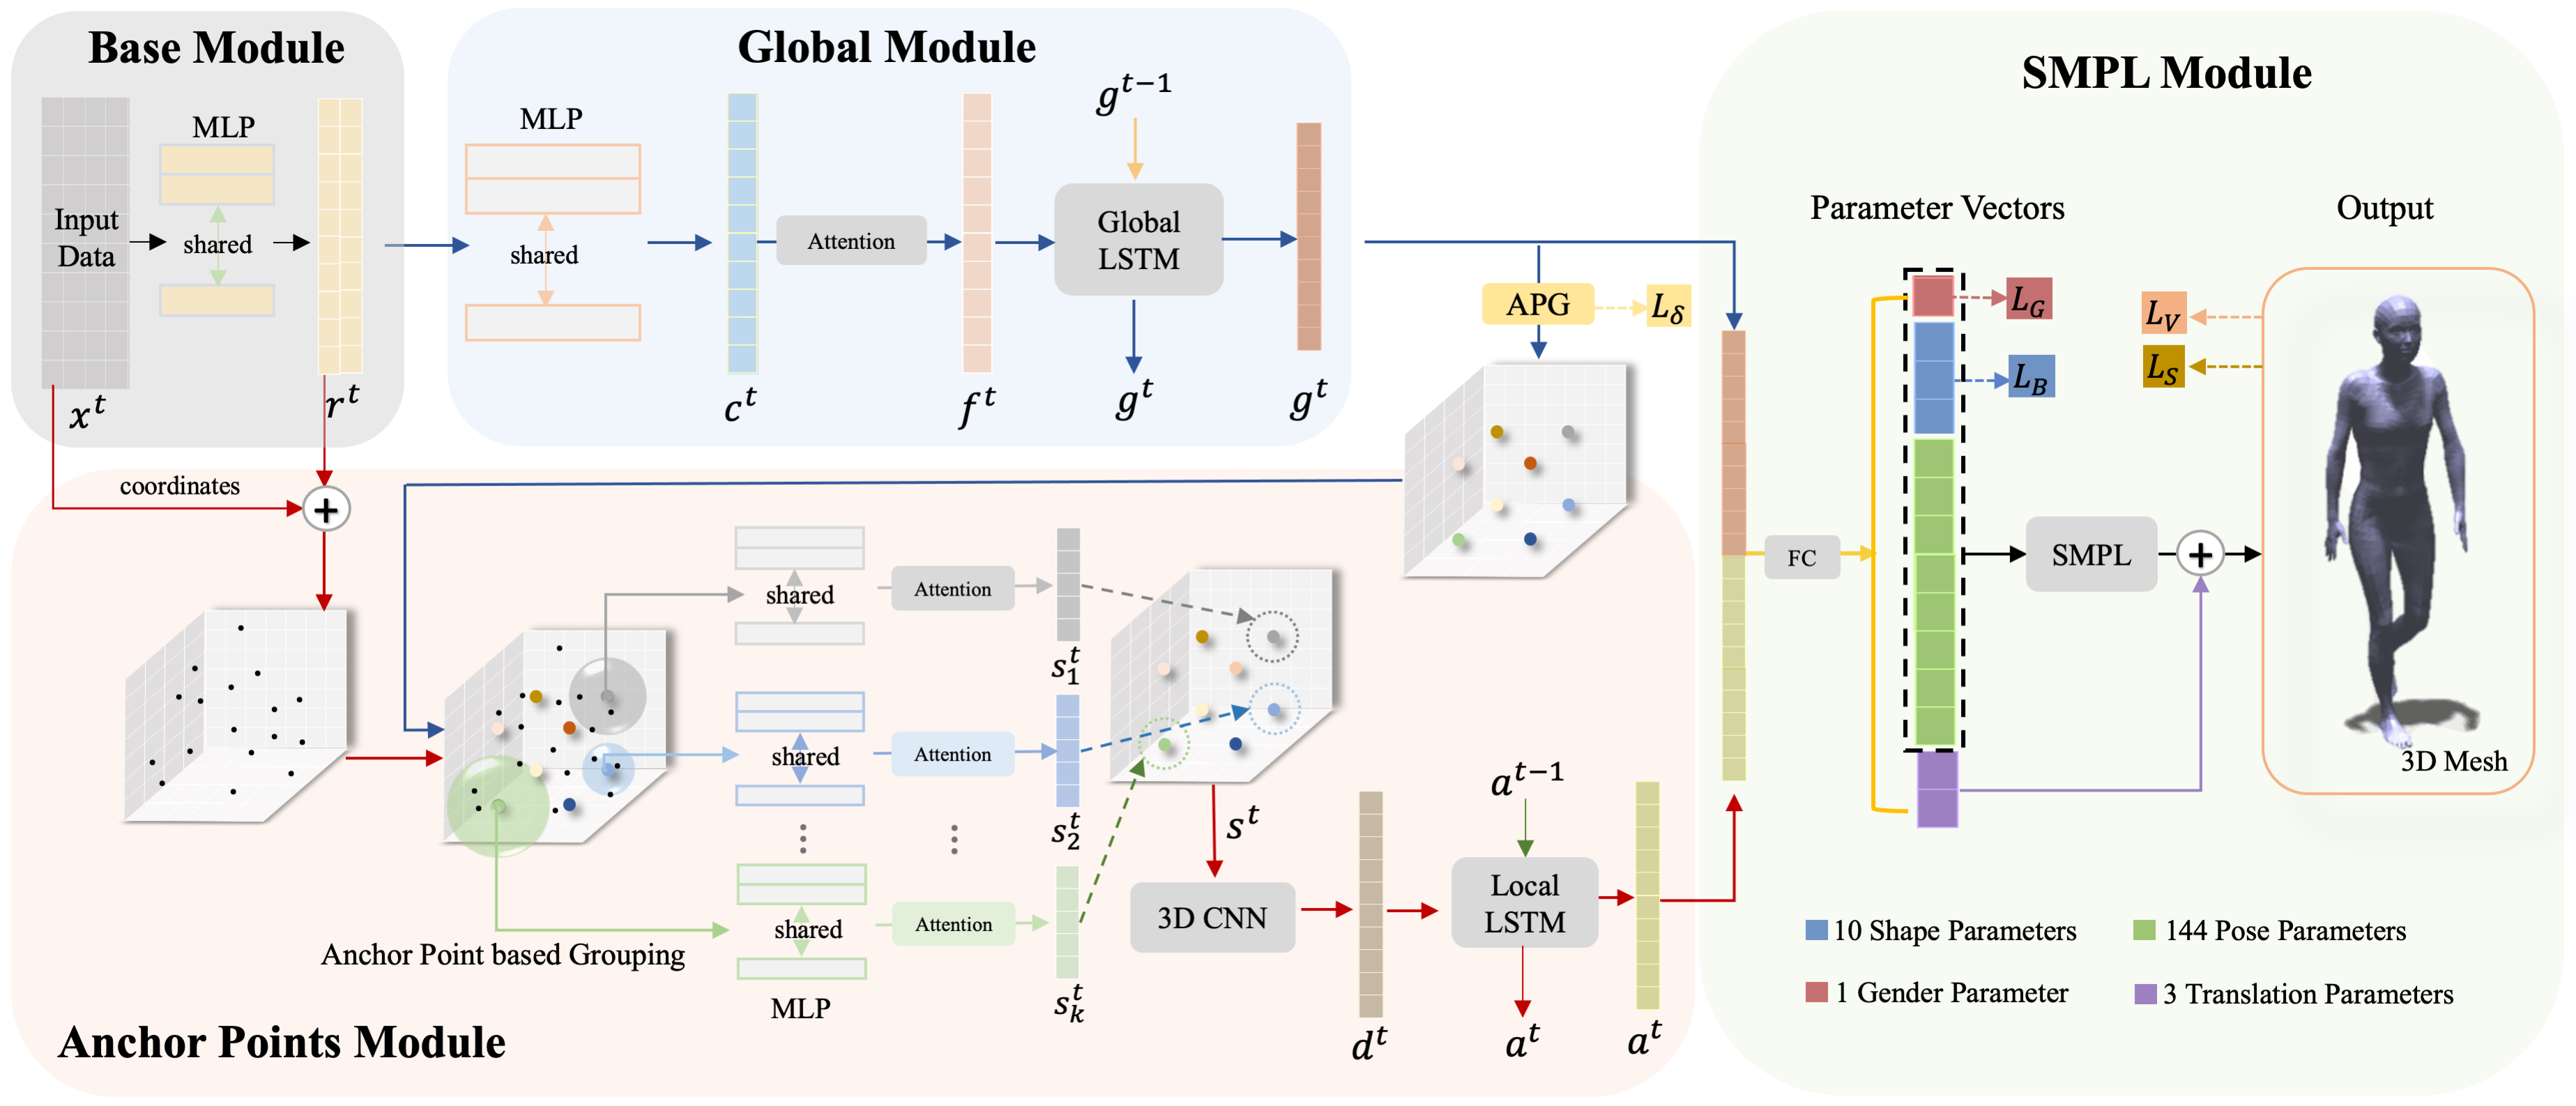 Base Module
MLP
Input
Data
shared
x^t
r^t
coordinates
+
Global Module
MLP
shared
c^t
Attention
f^t
g^{t-1}
Global
LSTM
g^t
g^t
APG
L_δ
Anchor Points Module
Anchor Point based Grouping
shared
Attention
s_1^t
shared
Attention
s_2^t
shared
Attention
s_k^t
MLP
s^t
3D CNN
d^t
a^{t-1}
Local
LSTM
a^t
a^t
SMPL Module
Parameter Vectors
Output
L_G
L_B
L_V
L_S
FC
SMPL
+
3D Mesh
10 Shape Parameters
144 Pose Parameters
1 Gender Parameter
3 Translation Parameters